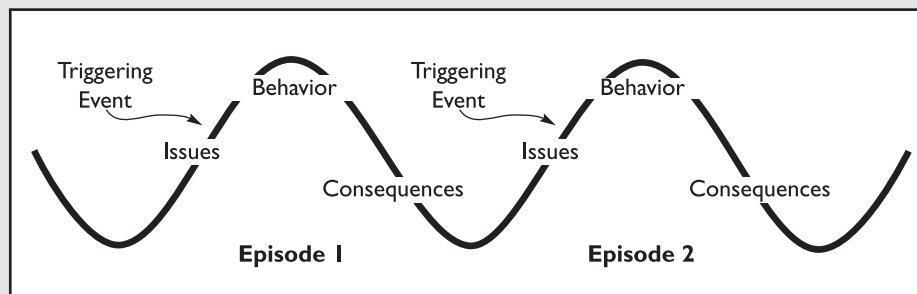 Triggering
Event
Behavior
Issues
Consequences
Episode 1
Triggering
Event
Behavior
Issues
Consequences
Episode 2